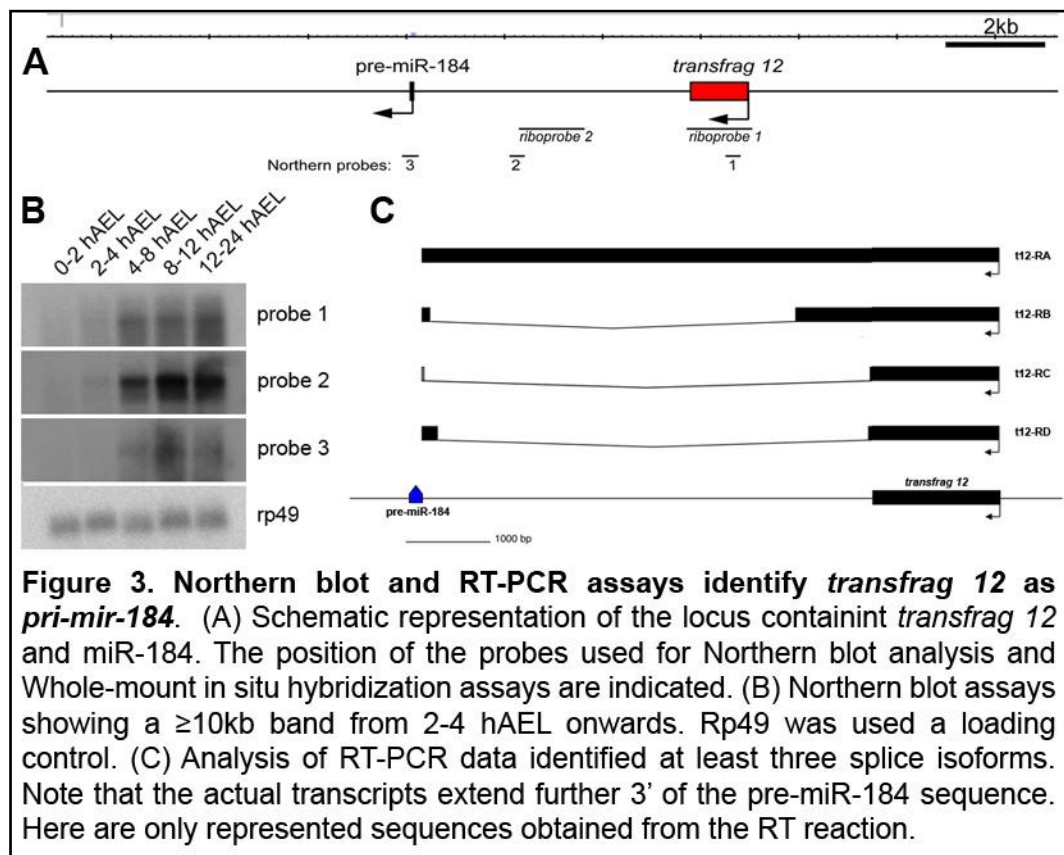 2kb
A
pre-miR-184
transfrag 12
riboprobe 2
riboprobe 1
Northern probes: 3 2 1
B
0-2 hAEL
2-4 hAEL
4-8 hAEL
8-12 hAEL
12-24 hAEL
probe 1
probe 2
probe 3
rp49
C
t12-RA
t12-RB
t12-RC
t12-RD
transfrag 12
pre-miR-184
1000 bp
Figure 3. Northern blot and RT-PCR assays identify transfrag 12 as
pri-mir-184. (A) Schematic representation of the locus containint transfrag 12
and miR-184. The position of the probes used for Northern blot analysis and
Whole-mount in situ hybridization assays are indicated. (B) Northern blot assays
showing a ≥10kb band from 2-4 hAEL onwards. Rp49 was used a loading
control. (C) Analysis of RT-PCR data identified at least three splice isoforms.
Note that the actual transcripts extend further 3’ of the pre-miR-184 sequence.
Here are only represented sequences obtained from the RT reaction.